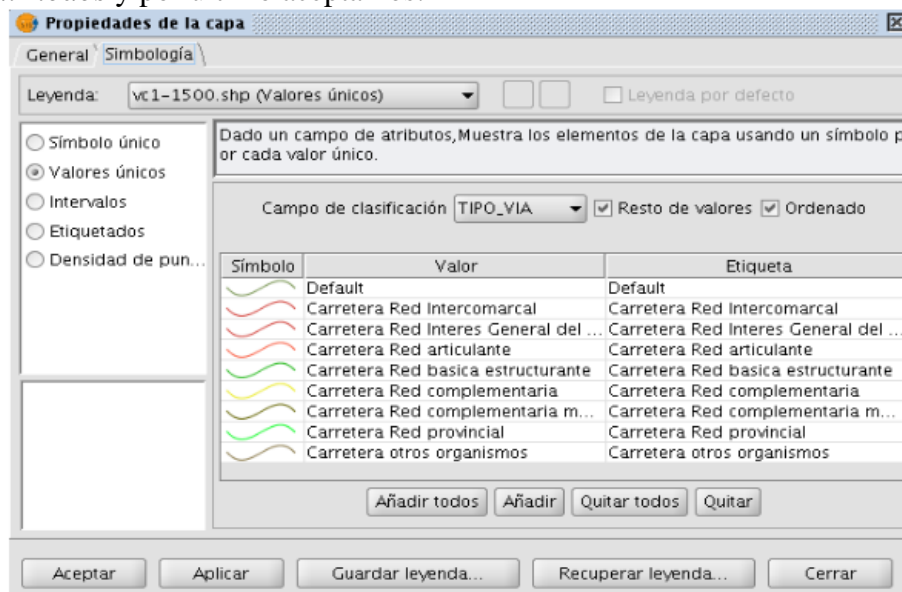 todos y por último aceptamos.
Propiedades de la capa
General Simbología
Leyenda: vc1-1500.shp (Valores únicos) Leyenda por defecto
Símbolo único
Valores únicos
Intervalos
Etiquetados
Densidad de pun...
Dado un campo de atributos,Muestra los elementos de la capa usando un símbolo p
or cada valor único.
Campo de clasificación TIPO_VIA Resto de valores Ordenado
Símbolo Valor Etiqueta
Default Default
Carretera Red Intercomarcal Carretera Red Intercomarcal
Carretera Red Interes General del ... Carretera Red Interes General del ...
Carretera Red articulante Carretera Red articulante
Carretera Red basica estructurante Carretera Red basica estructurante
Carretera Red complementaria Carretera Red complementaria
Carretera Red complementaria m... Carretera Red complementaria m...
Carretera Red provincial Carretera Red provincial
Carretera otros organismos Carretera otros organismos
Añadir todos Añadir Quitar todos Quitar
Aceptar Aplicar Guardar leyenda... Recuperar leyenda... Cerrar